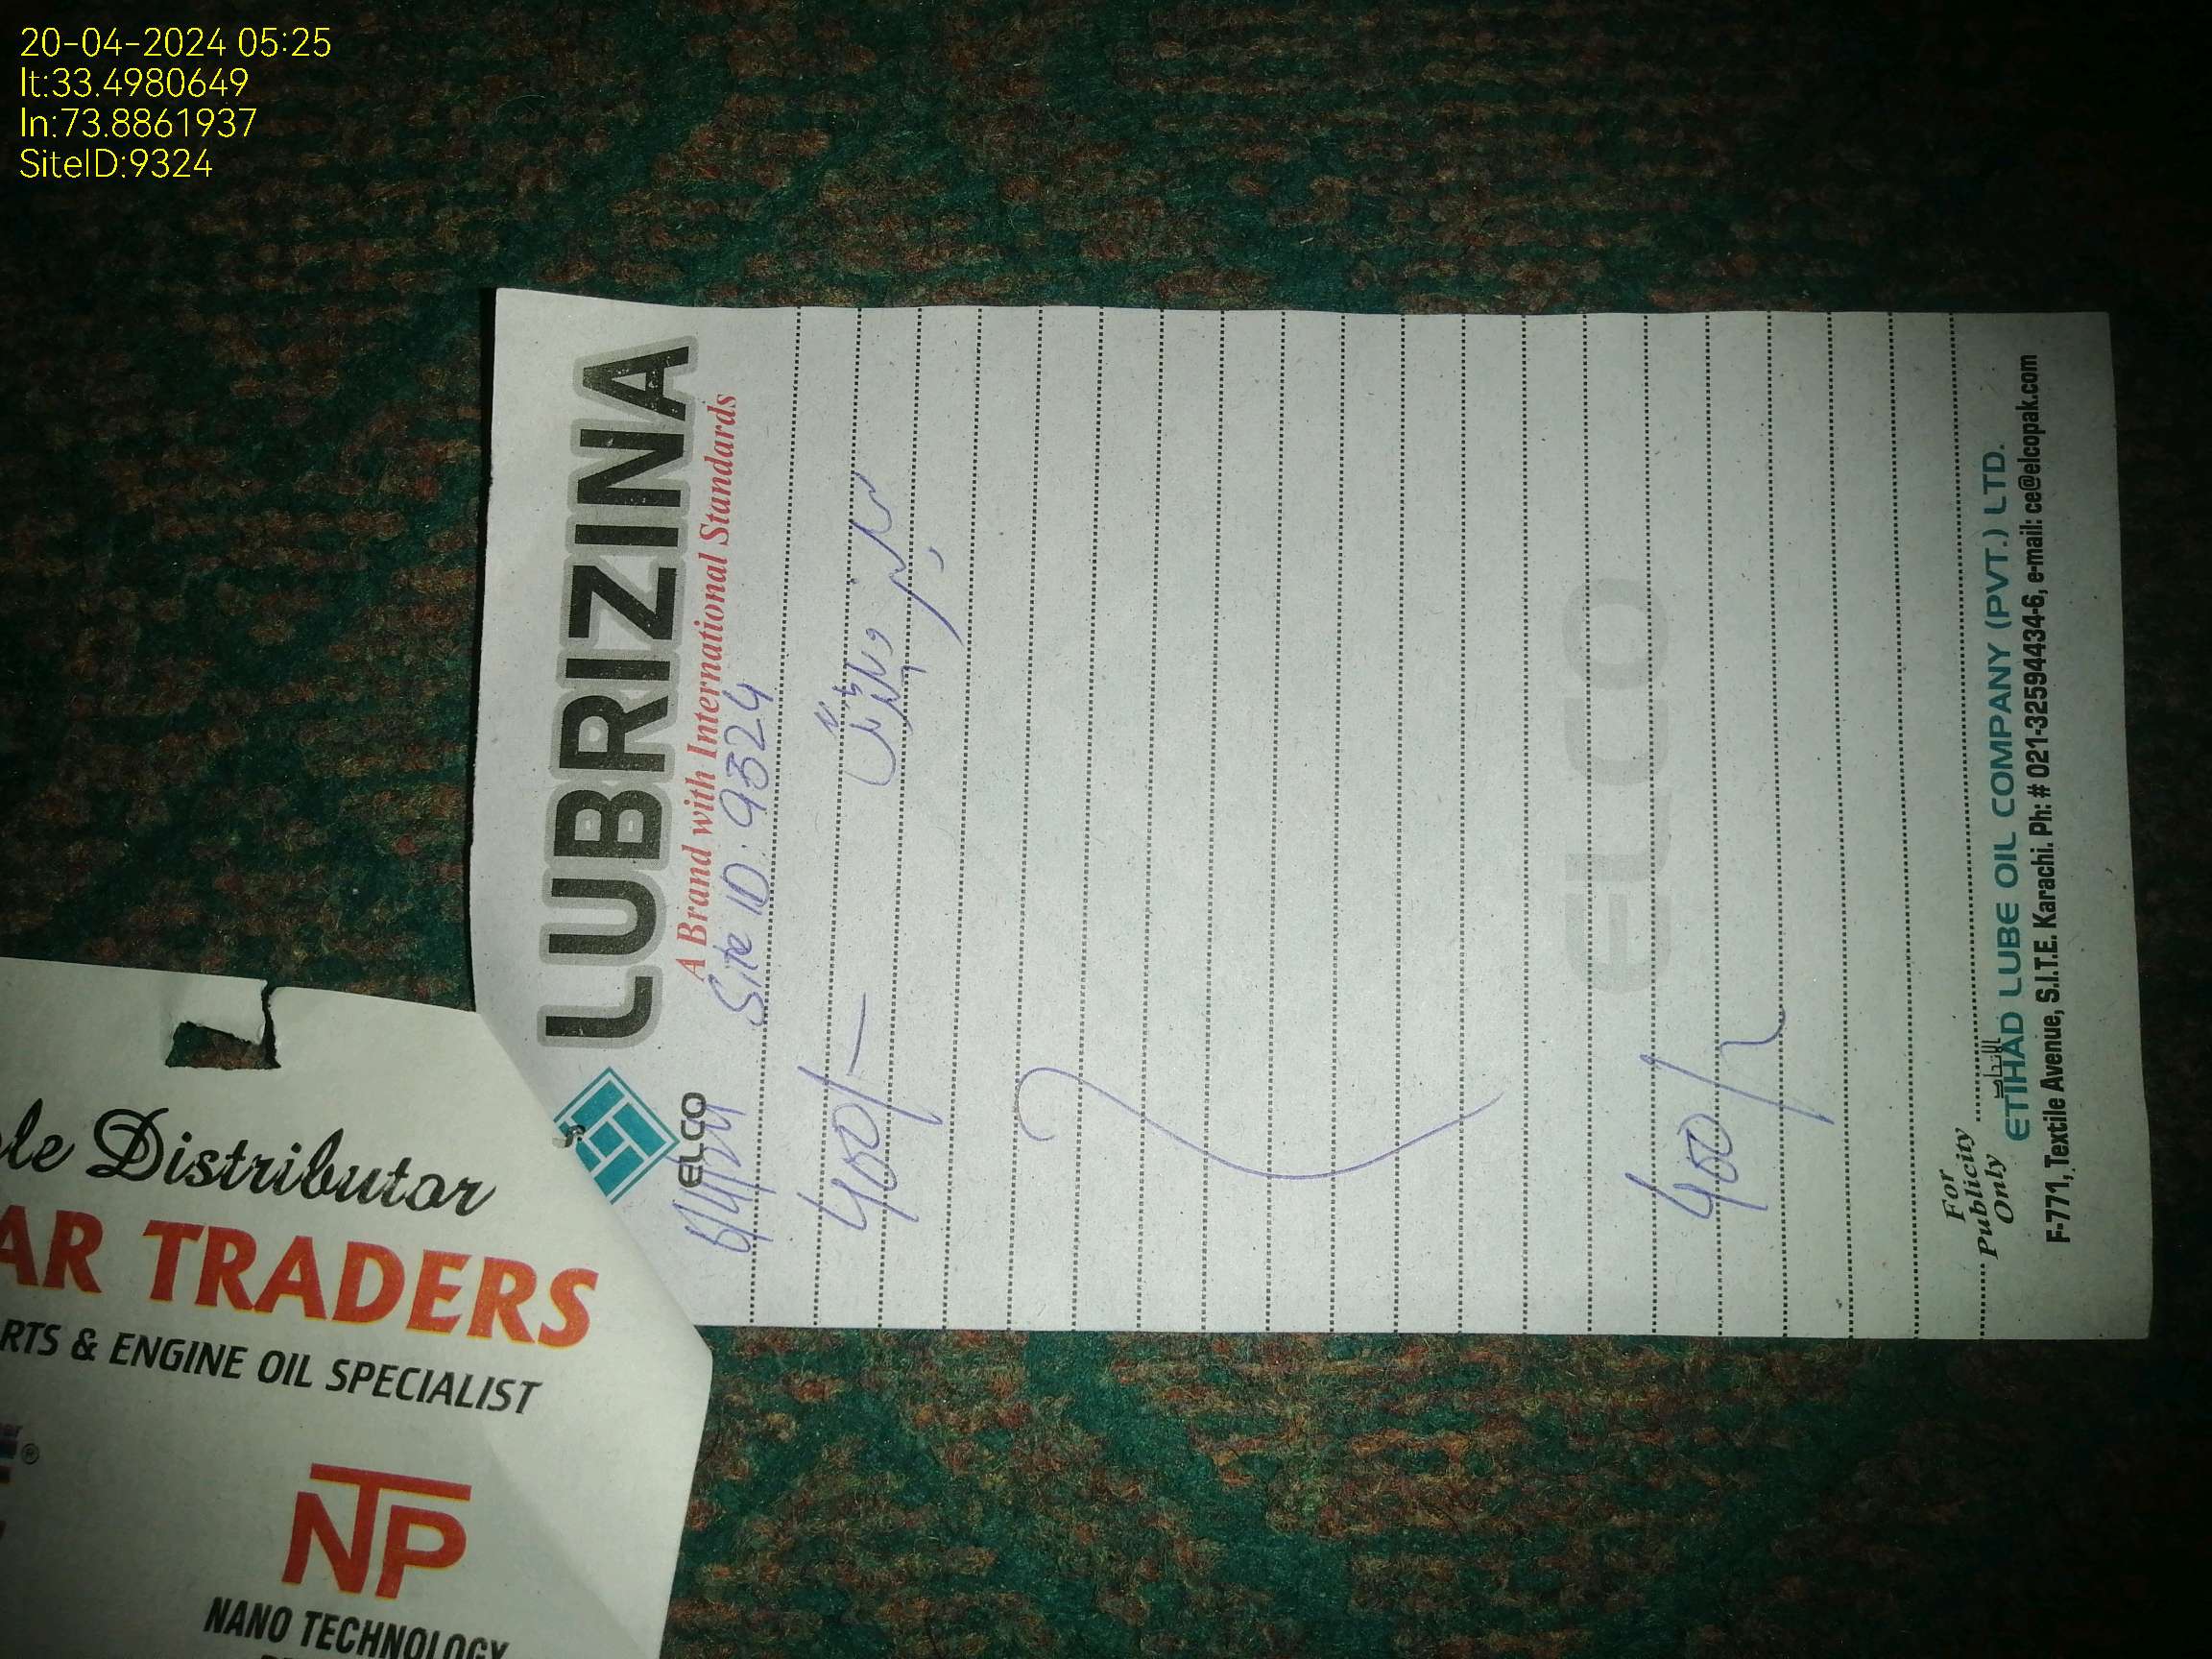 20-04-2024 05:25
lt:33.4980649
ln:73.8861937
SiteID:9324
LUBRIZINA
A Brand with International Standards
ELCO
Site ID: 9324
400/-
ELCO
400/
For
Publicity
Only
الإتحاد
ETIHAD LUBE OIL COMPANY (PVT.) LTD.
F-771, Textile Avenue, S.I.T.E. Karachi. Ph: # 021-32594434-6, e-mail: ce@elcopak.com
le Distributor
AR TRADERS
RTS & ENGINE OIL SPECIALIST
NTP
NANO TECHNOLOGY